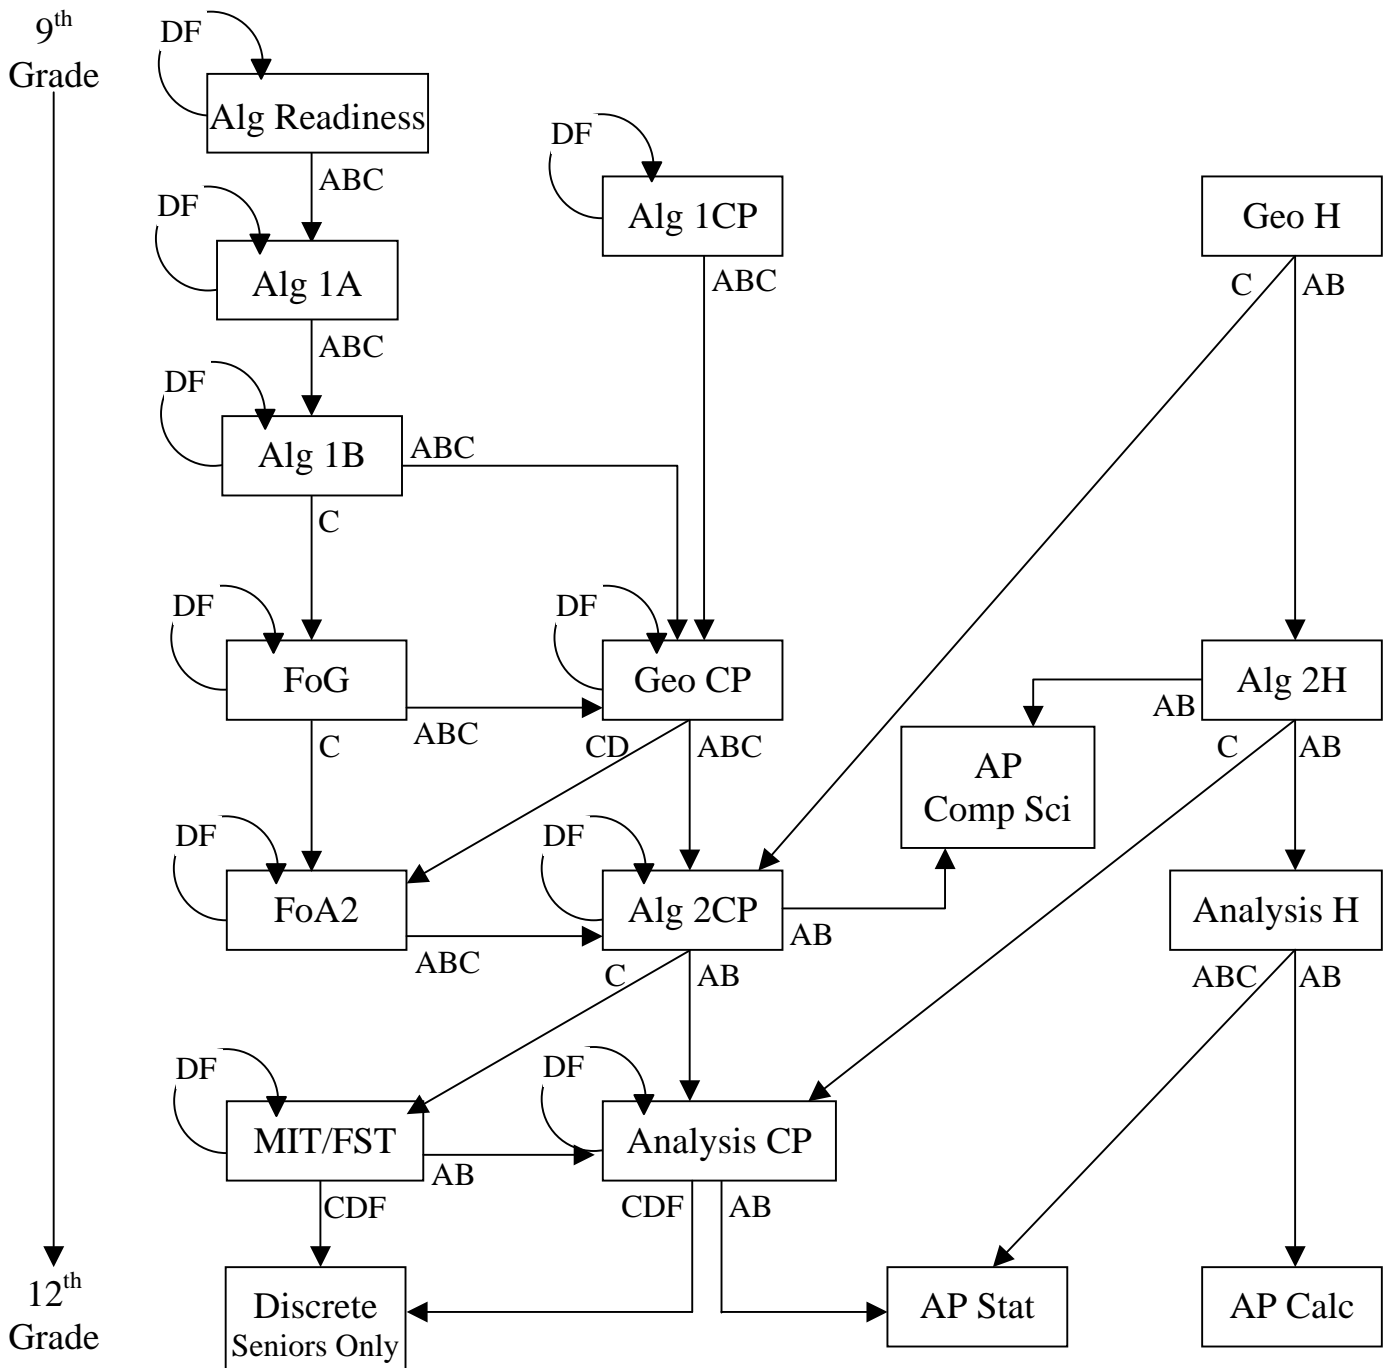 9th
Grade
DF
Alg Readiness
ABC
DF
Alg 1CP
ABC
Geo H
C
AB
DF
Alg 1A
ABC
DF
Alg 1B
ABC
C
DF
FoG
ABC
C
DF
Geo CP
CD
ABC
Alg 2H
AB
C
AB
AP
Comp Sci
DF
FoA2
ABC
DF
Alg 2CP
AB
C
AB
Analysis H
ABC
AB
DF
MIT/FST
AB
CDF
DF
Analysis CP
CDF
AB
12th
Grade
Discrete
Seniors Only
AP Stat
AP Calc